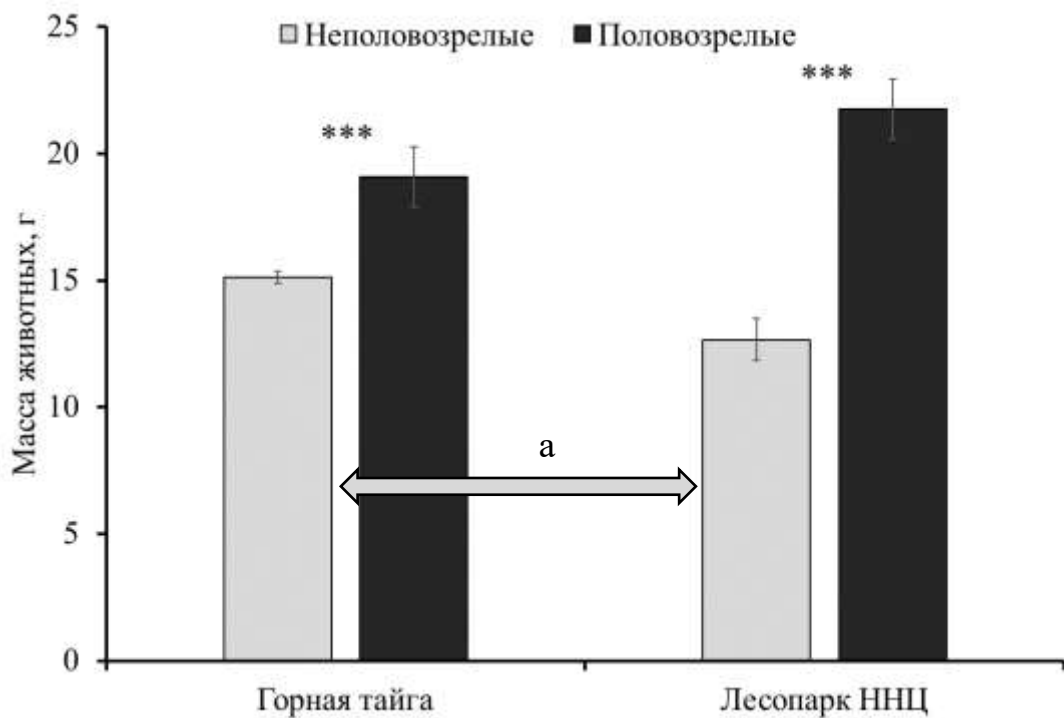 Неполовозрелые Половозрелые
25
20
15
10
5
0
Масса животных, г
***
***
а
Горная тайга Лесопарк ННЦ